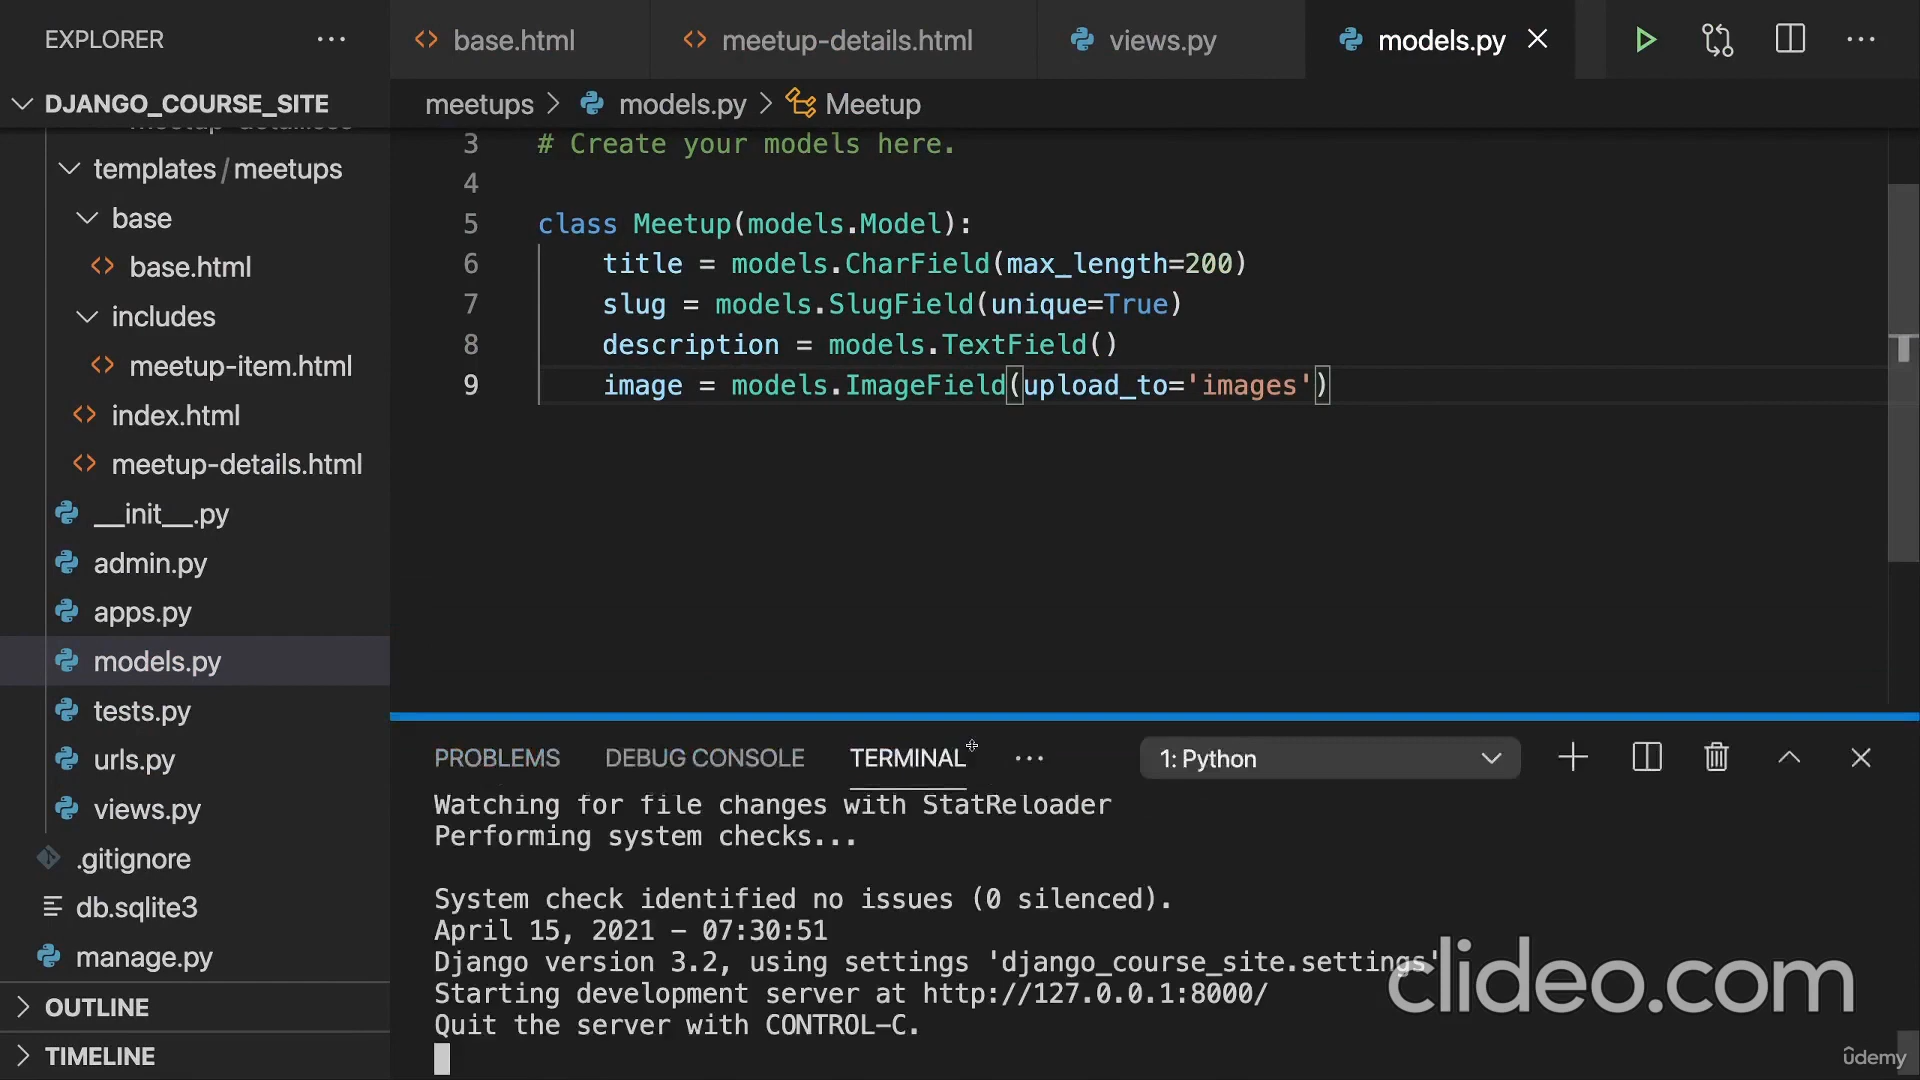 EXPLORER
base.html
meetup-details.html
views.py
models.py
DJANGO_COURSE_SITE
meetups > models.py > Meetup
templates/meetups
base
base.html
includes
meetup-item.html
index.html
meetup-details.html
__init__.py
admin.py
apps.py
models.py
tests.py
urls.py
views.py
.gitignore
db.sqlite3
manage.py
OUTLINE
TIMELINE
3 # Create your models here.
4
5 class Meetup(models.Model):
6 title = models.CharField(max_length=200)
7 slug = models.SlugField(unique=True)
8 description = models.TextField()
9 image = models.ImageField(upload_to='images')
PROBLEMS DEBUG CONSOLE TERMINAL ... 1: Python
Watching for file changes with StatReloader
Performing system checks...
System check identified no issues (0 silenced).
April 15, 2021 - 07:30:51
Django version 3.2, using settings 'django_course_site.settings'
Starting development server at http://127.0.0.1:8000/
Quit the server with CONTROL-C.
clideo.com
ûdemy